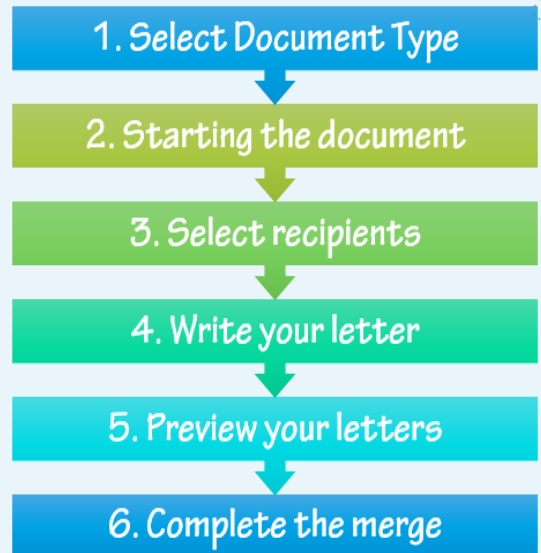 1. Select Document Type
2. Starting the document
3. Select recipients
4. Write your letter
5. Preview your letters
6. Complete the merge